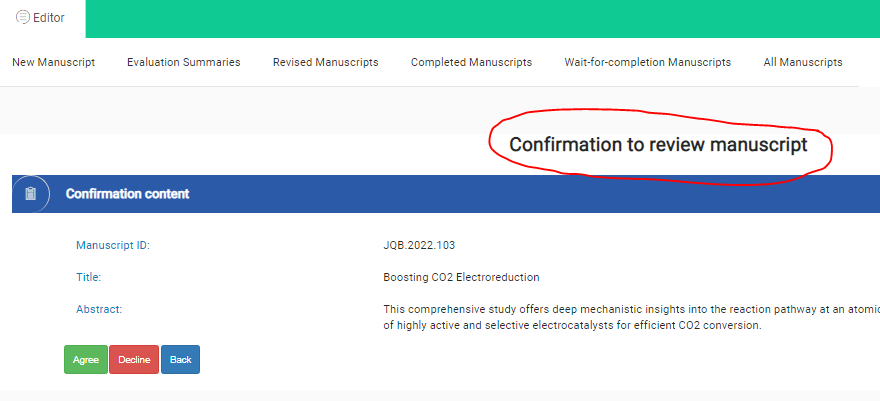 Editor
New Manuscript Evaluation Summaries Revised Manuscripts Completed Manuscripts Wait-for-completion Manuscripts All Manuscripts
Confirmation to review manuscript
Confirmation content
Manuscript ID: JQB.2022.103
Title: Boosting CO2 Electroreduction
Abstract: This comprehensive study offers deep mechanistic insights into the reaction pathway at an atomic
of highly active and selective electrocatalysts for efficient CO2 conversion.
Agree Decline Back